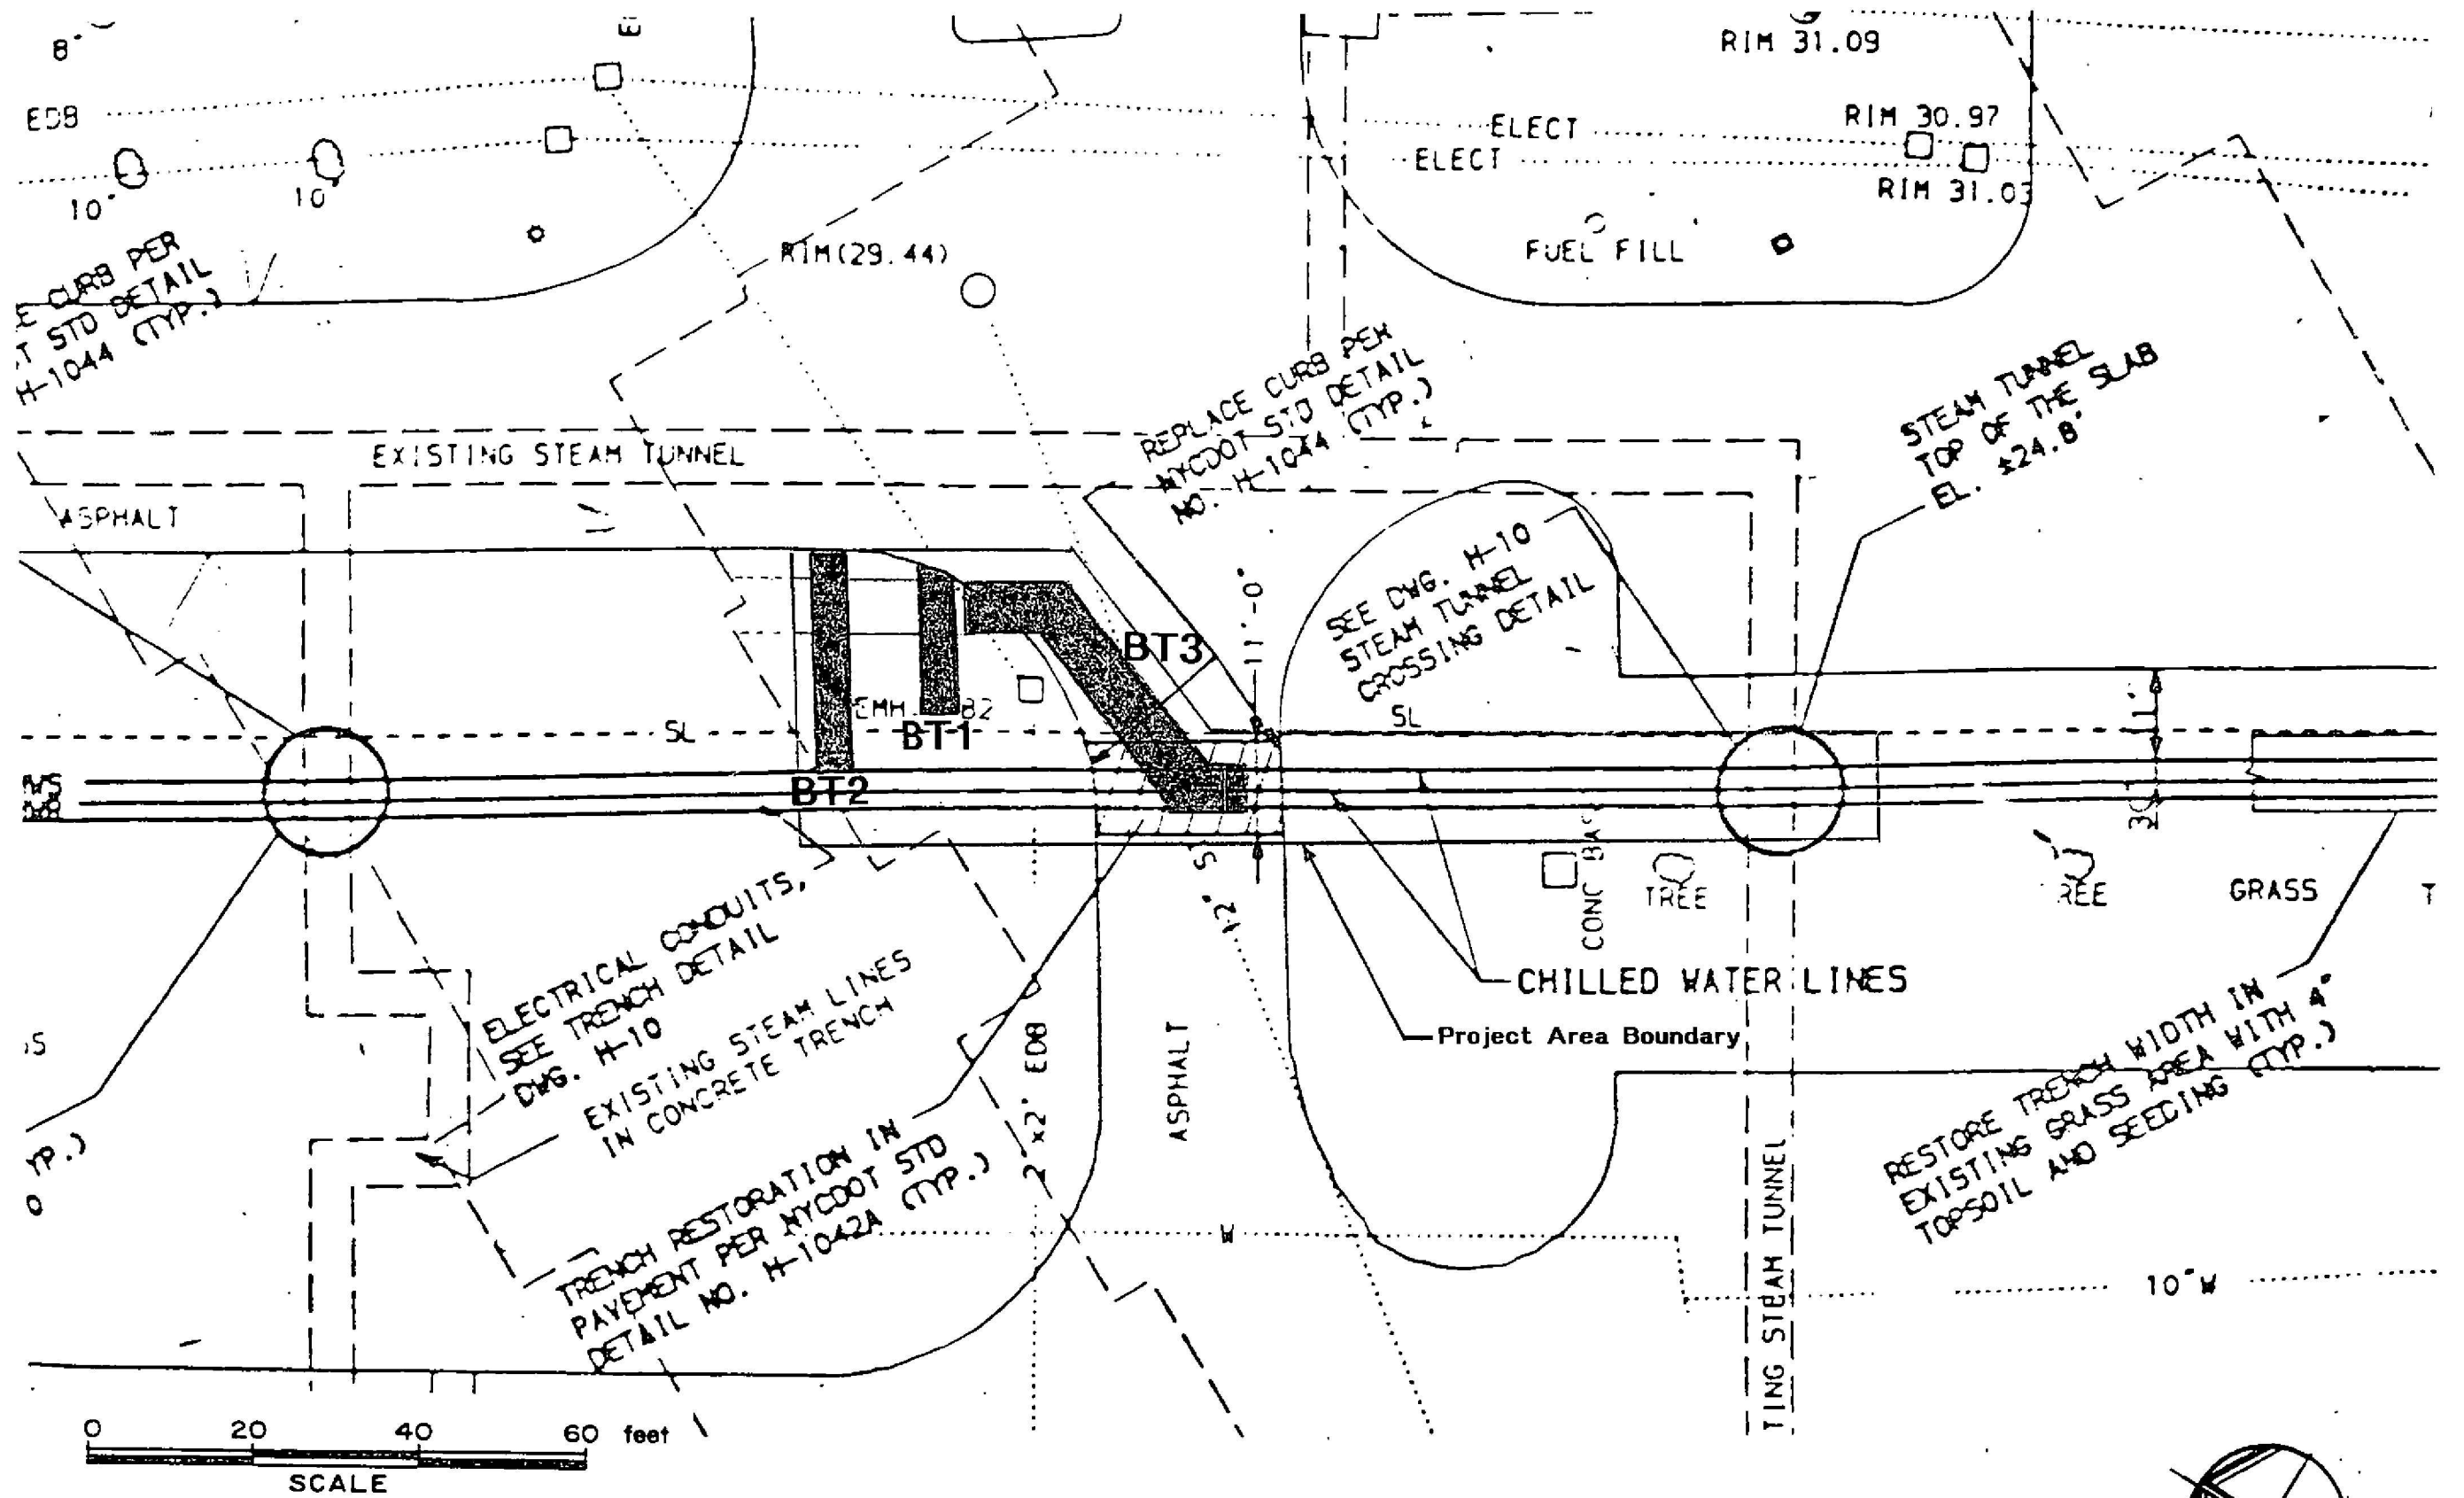 8"
RIM 31.09
EDB
ELECT
RIM 30.97
ELECT
RIM 31.03
10"
10"
RIM(29.44)
FUEL FILL
E CURB PER
T STD DETAIL
H-1044 (TYP.)
REPLACE CURB PER
NYCDOT STD DETAIL
NO. H-1044 (TYP.)
STEAM TUNNEL
TOP OF THE SLAB
EL. ±24.8'
EXISTING STEAM TUNNEL
ASPHALT
SEE DWG. H-10
STEAM TUNNEL
CROSSING DETAIL
11'-0"
BT3
EMH
82
BT1
SL
SL
BT2
CONC BAS
TREE
REE
GRASS
T
ELECTRICAL CONDUITS,
SEE TRENCH DETAIL
DWG. H-10
EXISTING STEAM LINES
IN CONCRETE TRENCH
CHILLED WATER LINES
Project Area Boundary
2"x2" EDB
ASPHALT
RESTORE TRENCH WIDTH IN
EXISTING GRASS AREA WITH 4"
TOPSOIL AND SEEDING (TYP.)
YP.)
TRENCH RESTORATION IN
PAVEMENT PER NYCDOT STD
DETAIL NO. H-1042A (TYP.)
W
10"W
TING STEAM TUNNEL
0 20 40 60 feet
SCALE